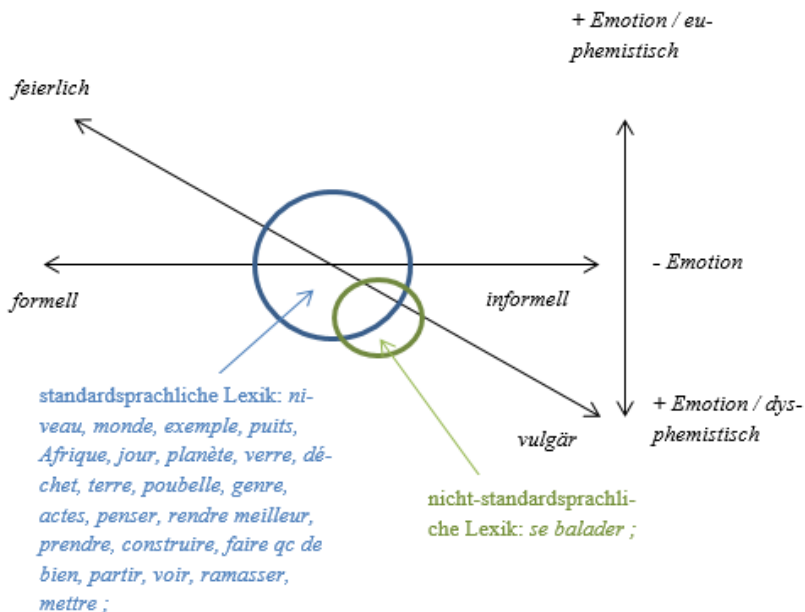 + Emotion / eu-
phemistisch
feierlich
- Emotion
formell
informell
+ Emotion / dys-
phemistisch
vulgär
standardsprachliche Lexik: ni-
veau, monde, exemple, puits,
Afrique, jour, planète, verre, dé-
chet, terre, poubelle, genre,
actes, penser, rendre meilleur,
prendre, construire, faire qc de
bien, partir, voir, ramasser,
mettre ;
nicht-standardsprachli-
che Lexik: se balader ;